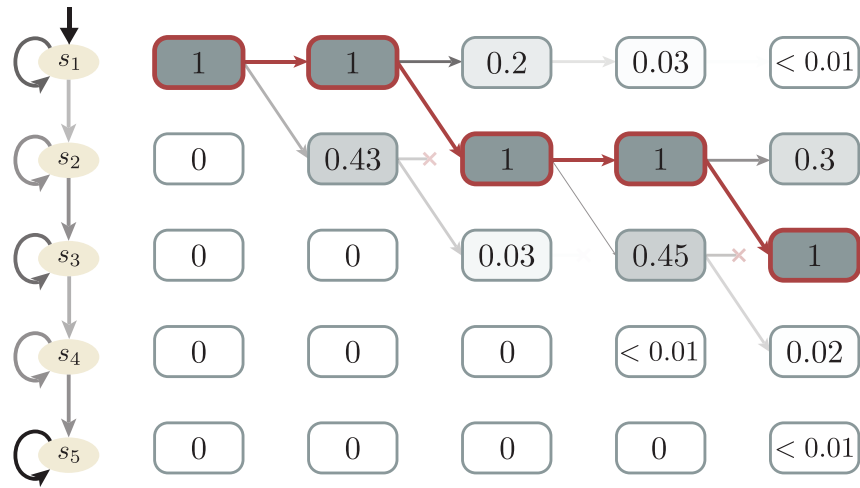 s₁ 1 1 0.2 0.03 < 0.01
s₂ 0 0.43 1 1 0.3
s₃ 0 0 0.03 0.45 1
s₄ 0 0 0 < 0.01 0.02
s₅ 0 0 0 0 < 0.01